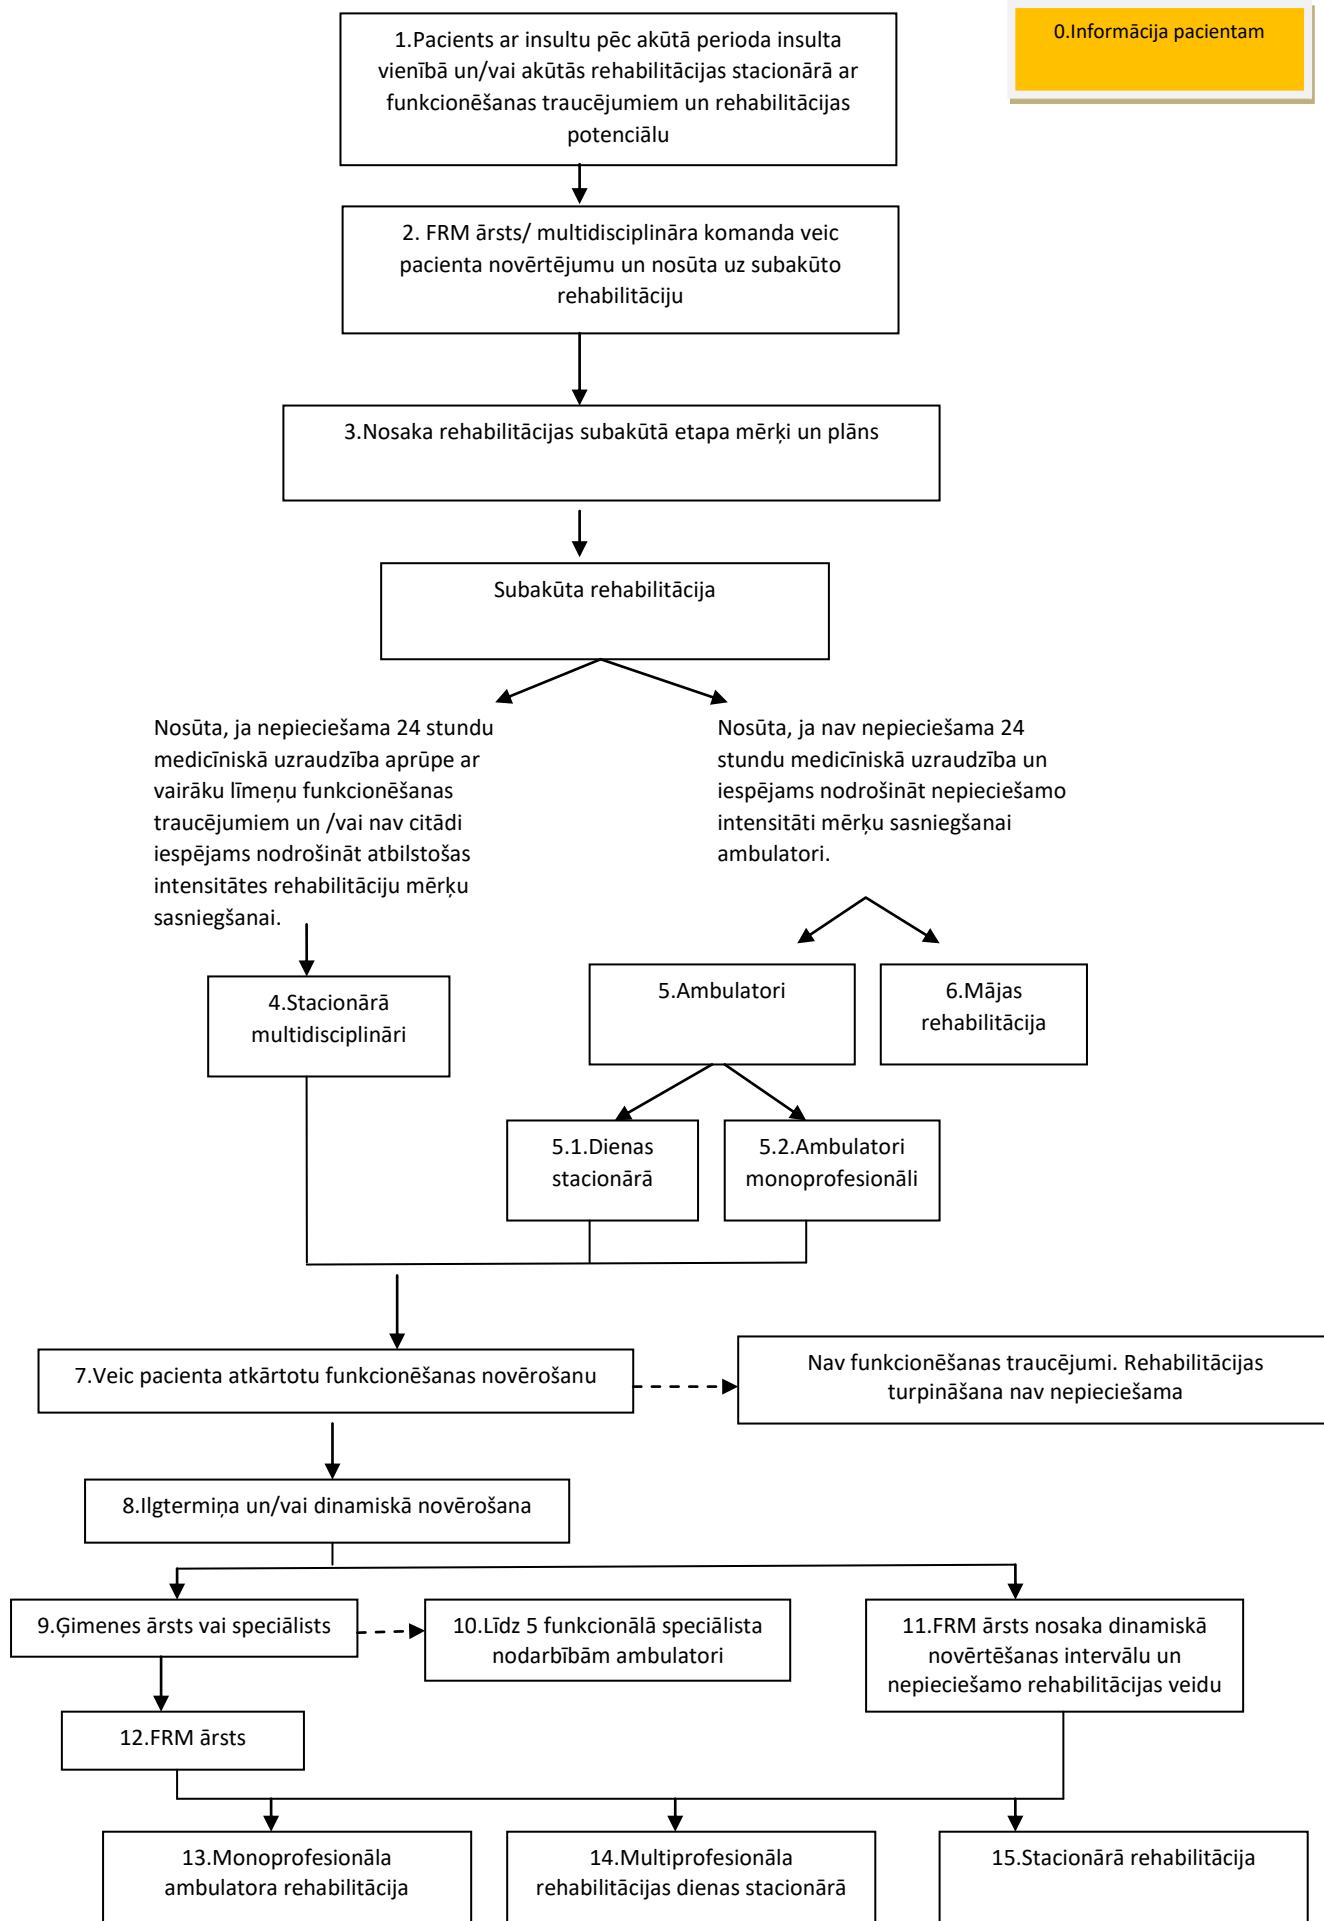 0.Informācija pacientam
1.Pacients ar insultu pēc akūtā perioda insulta
vienībā un/vai akūtās rehabilitācijas stacionārā ar
funkcionēšanas traucējumiem un rehabilitācijas
potenciālu
2. FRM ārsts/ multidisciplināra komanda veic
pacienta novērtējumu un nosūta uz subakūto
rehabilitāciju
3.Nosaka rehabilitācijas subakūtā etapa mērķi un plāns
Subakūta rehabilitācija
Nosūta, ja nepieciešama 24 stundu
medicīniskā uzraudzība aprūpe ar
vairāku līmeņu funkcionēšanas
traucējumiem un /vai nav citādi
iespējams nodrošināt atbilstošas
intensitātes rehabilitāciju mērķu
sasniegšanai.
Nosūta, ja nav nepieciešama 24
stundu medicīniskā uzraudzība un
iespējams nodrošināt nepieciešamo
intensitāti mērķu sasniegšanai
ambulatori.
4.Stacionārā
multidisciplināri
5.Ambulatori
6.Mājas
rehabilitācija
5.1.Dienas
stacionārā
5.2.Ambulatori
monoprofesionāli
7.Veic pacienta atkārtotu funkcionēšanas novērošanu
Nav funkcionēšanas traucējumi. Rehabilitācijas
turpināšana nav nepieciešama
8.Ilgtermiņa un/vai dinamiskā novērošana
9.Ģimenes ārsts vai speciālists
10.Līdz 5 funkcionālā speciālista
nodarbībām ambulatori
11.FRM ārsts nosaka dinamiskā
novērtēšanas intervālu un
nepieciešamo rehabilitācijas veidu
12.FRM ārsts
13.Monoprofesionāla
ambulatora rehabilitācija
14.Multiprofesionāla
rehabilitācijas dienas stacionārā
15.Stacionārā rehabilitācija